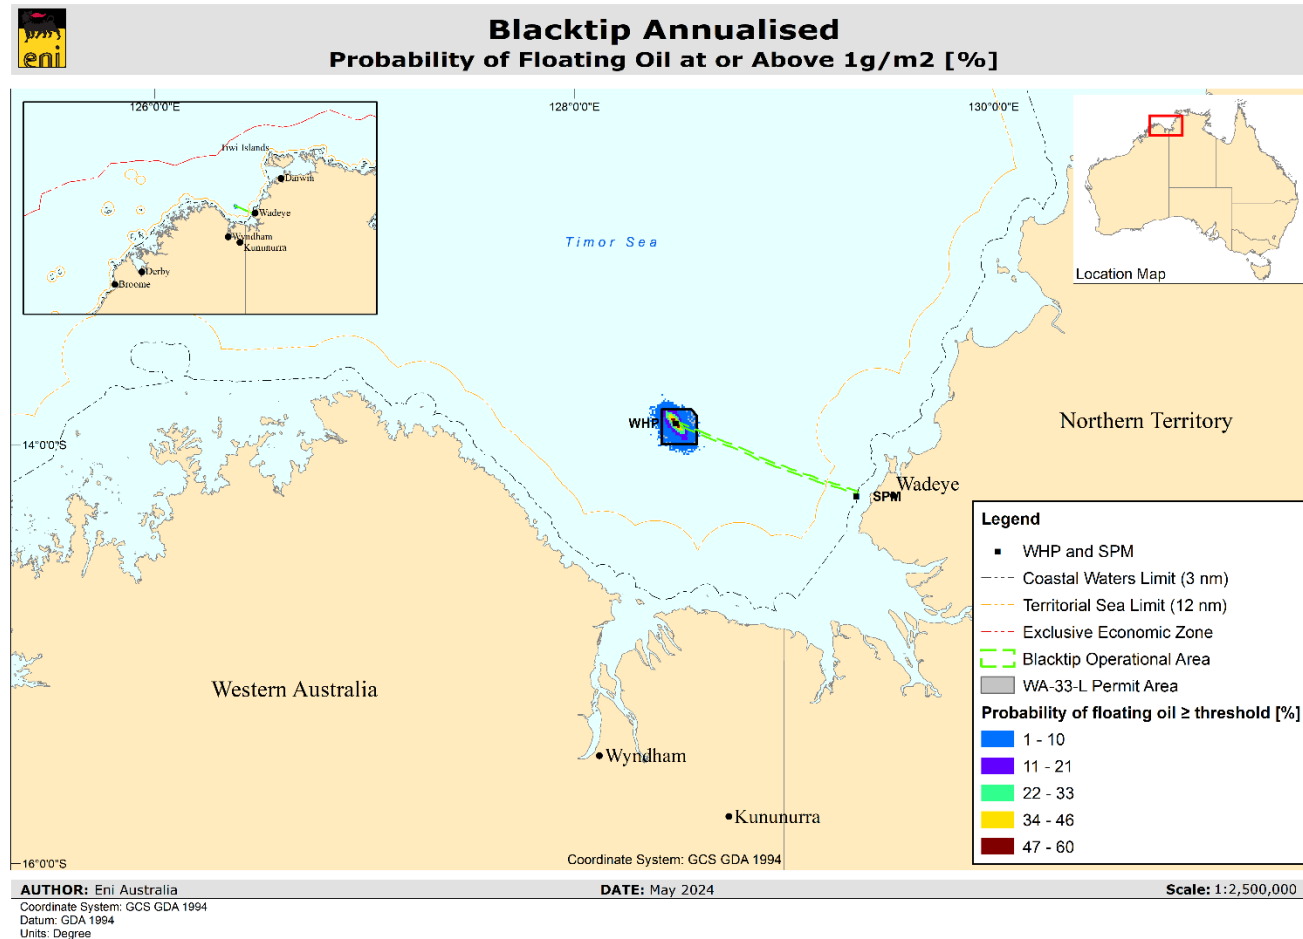 eni
Blacktip Annualised
Probability of Floating Oil at or Above 1g/m2 [%]
126°0'0"E
128°0'0"E
130°0'0"E
Tiwi Islands
Darwin
Wadeye
Wyndham
Kununurra
Derby
Broome
Location Map
Timor Sea
WHP
14°0'0"S
Northern Territory
Wadeye
SPM
Western Australia
Wyndham
Kununurra
16°0'0"S
Coordinate System: GCS GDA 1994
Legend
WHP and SPM
Coastal Waters Limit (3 nm)
Territorial Sea Limit (12 nm)
Exclusive Economic Zone
Blacktip Operational Area
WA-33-L Permit Area
Probability of floating oil ≥ threshold [%]
1 - 10
11 - 21
22 - 33
34 - 46
47 - 60
AUTHOR: Eni Australia
DATE: May 2024
Scale: 1:2,500,000
Coordinate System: GCS GDA 1994
Datum: GDA 1994
Units: Degree